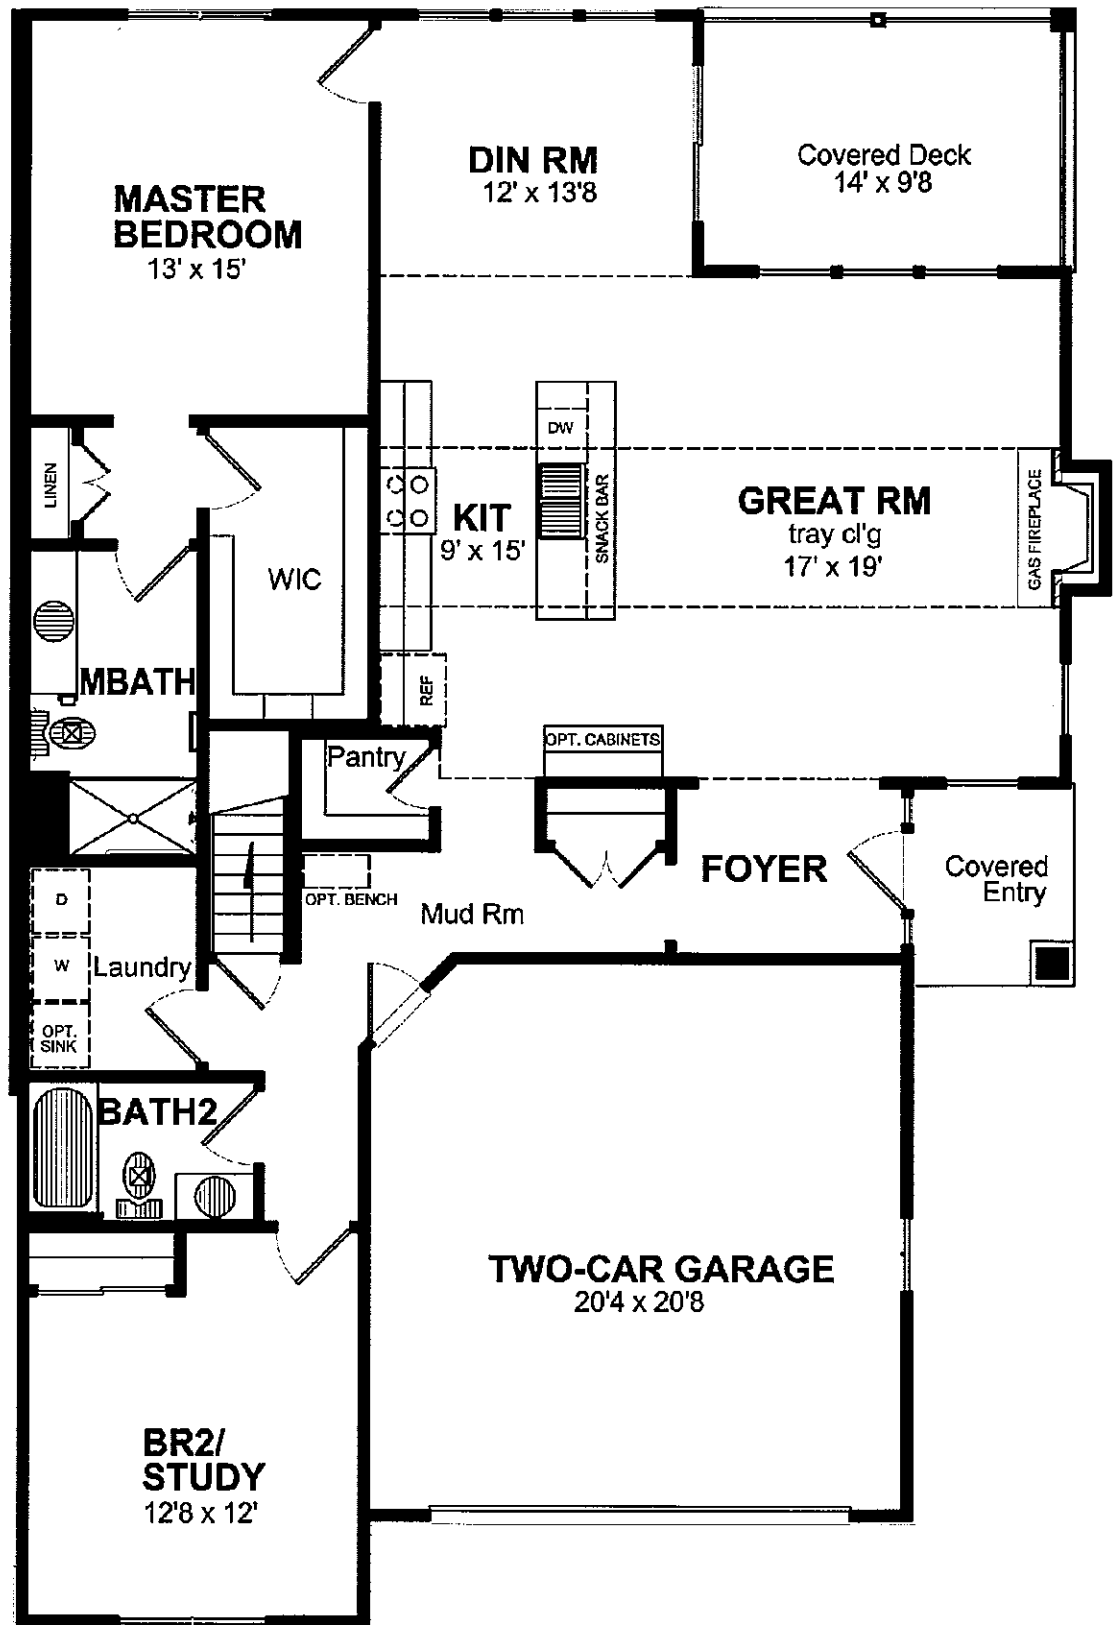 MASTER
BEDROOM
13' x 15'
DIN RM
12' x 13'8
Covered Deck
14' x 9'8
LINEN
WIC
KIT
9' x 15'
DW
SNACK BAR
GREAT RM
tray cl'g
17' x 19'
GAS FIREPLACE
MBATH
REF
OPT. CABINETS
Pantry
FOYER
Covered
Entry
OPT. BENCH
Mud Rm
D
W
Laundry
OPT.
SINK
BATH2
TWO-CAR GARAGE
20'4 x 20'8
BR2/
STUDY
12'8 x 12'